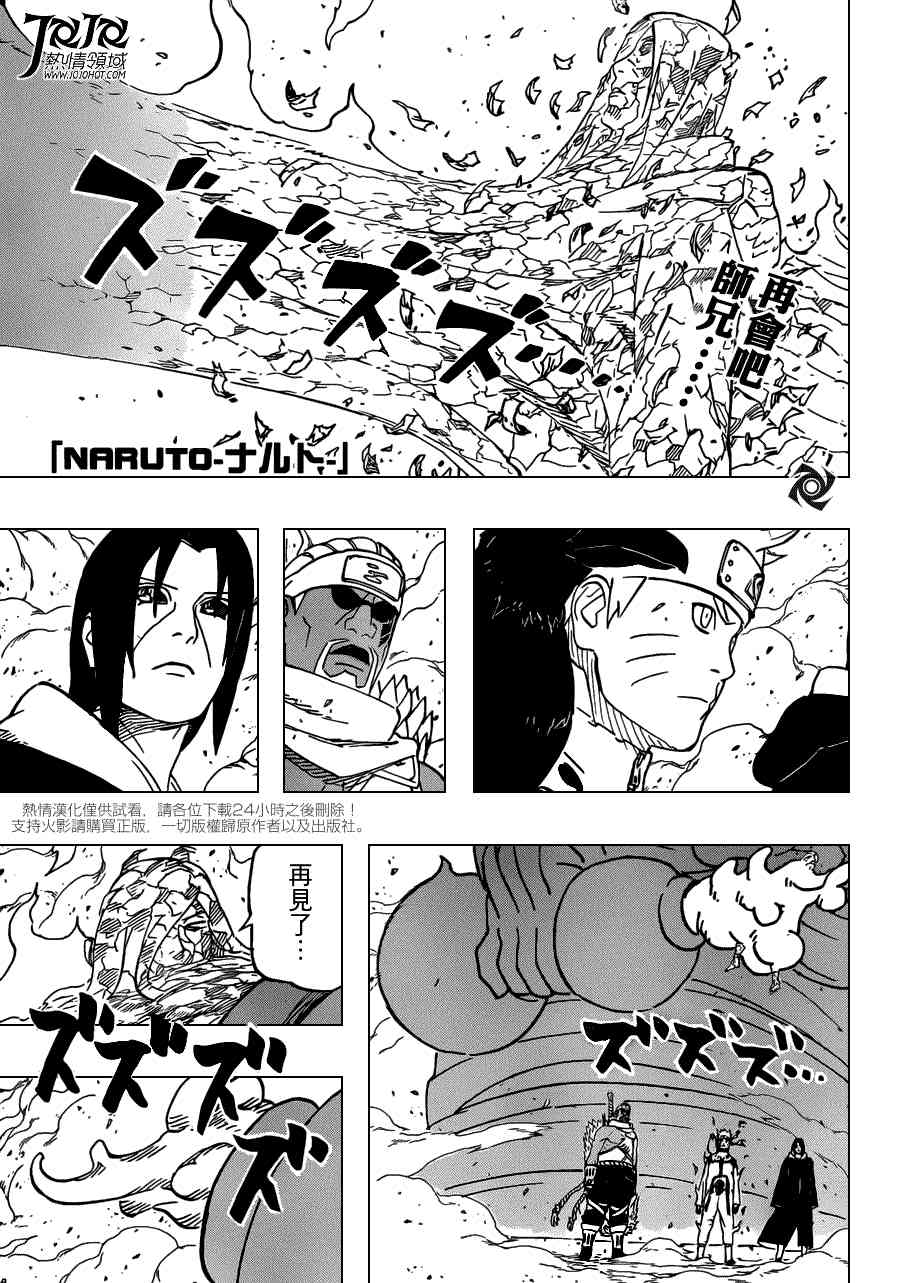 JOJO
熱情領域
WWW.JOJOHOT.COM
再會吧
師兄……
ズズズズ…
「NARUTO-ナルト-」
熱情漢化僅供試看，請各位下載24小時之後刪除！
支持火影請購買正版，一切版權歸原作者以及出版社。
ズズズ…
再見了…
ズズズズ